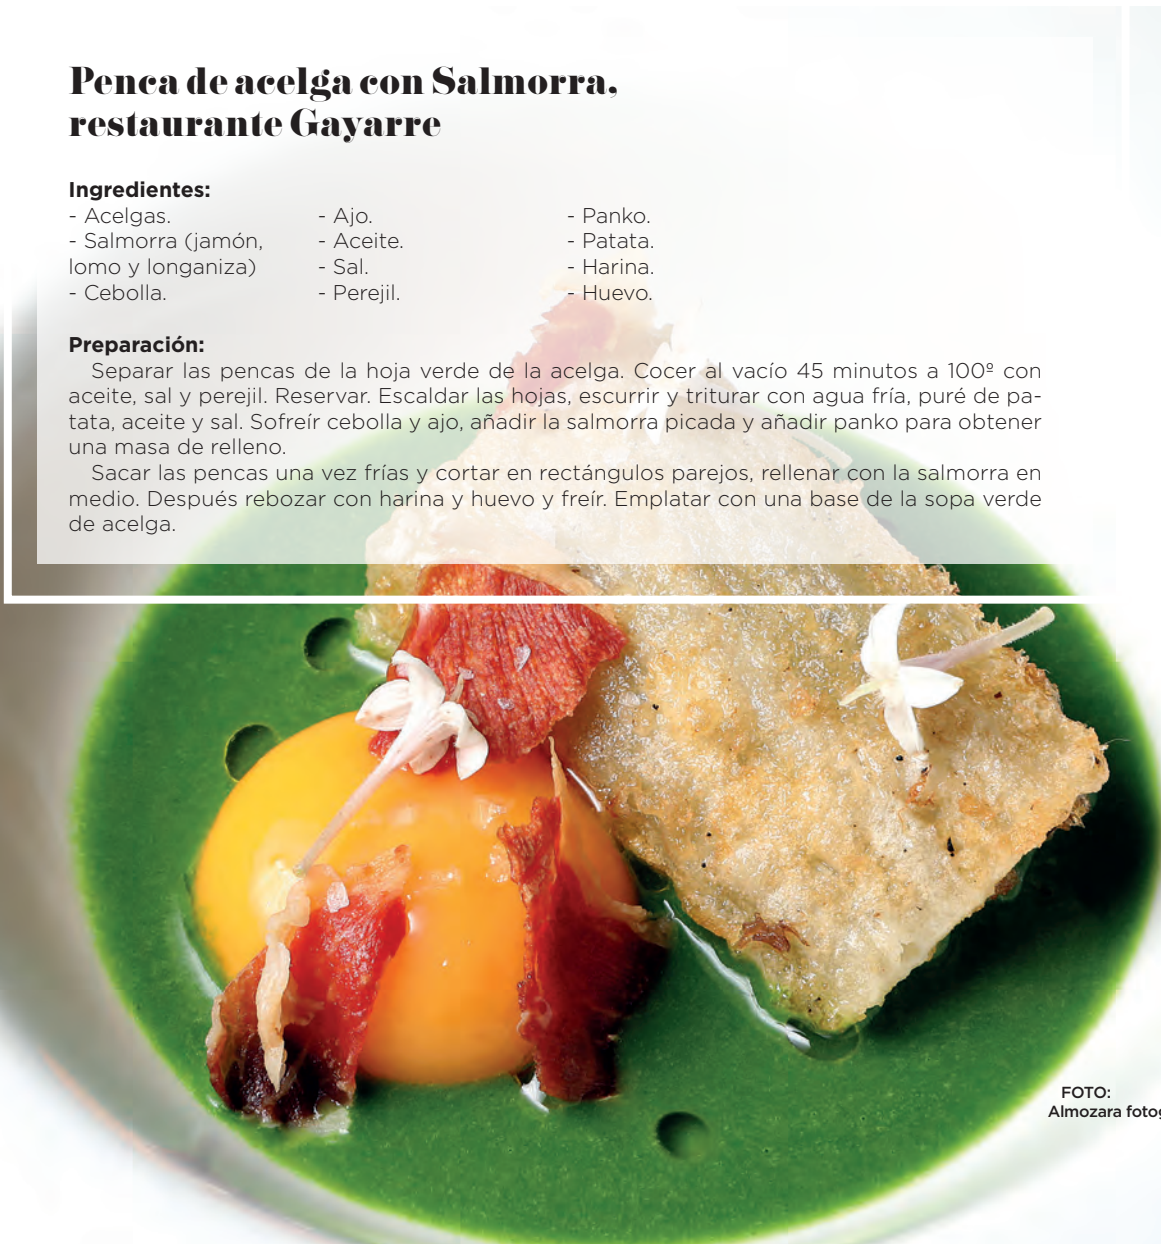 Penca de acelga con Salmorra,
restaurante Gayarre
Ingredientes:
- Acelgas.
- Salmorra (jamón,
lomo y longaniza)
- Cebolla.
- Ajo.
- Aceite.
- Sal.
- Perejil.
- Panko.
- Patata.
- Harina.
- Huevo.
Preparación:
Separar las pencas de la hoja verde de la acelga. Cocer al vacío 45 minutos a 100º con
aceite, sal y perejil. Reservar. Escaldar las hojas, escurrir y triturar con agua fría, puré de pa-
tata, aceite y sal. Sofreír cebolla y ajo, añadir la salmorra picada y añadir panko para obtener
una masa de relleno.
Sacar las pencas una vez frías y cortar en rectángulos parejos, rellenar con la salmorra en
medio. Después rebozar con harina y huevo y freír. Emplatar con una base de la sopa verde
de acelga.
FOTO:
Almozara